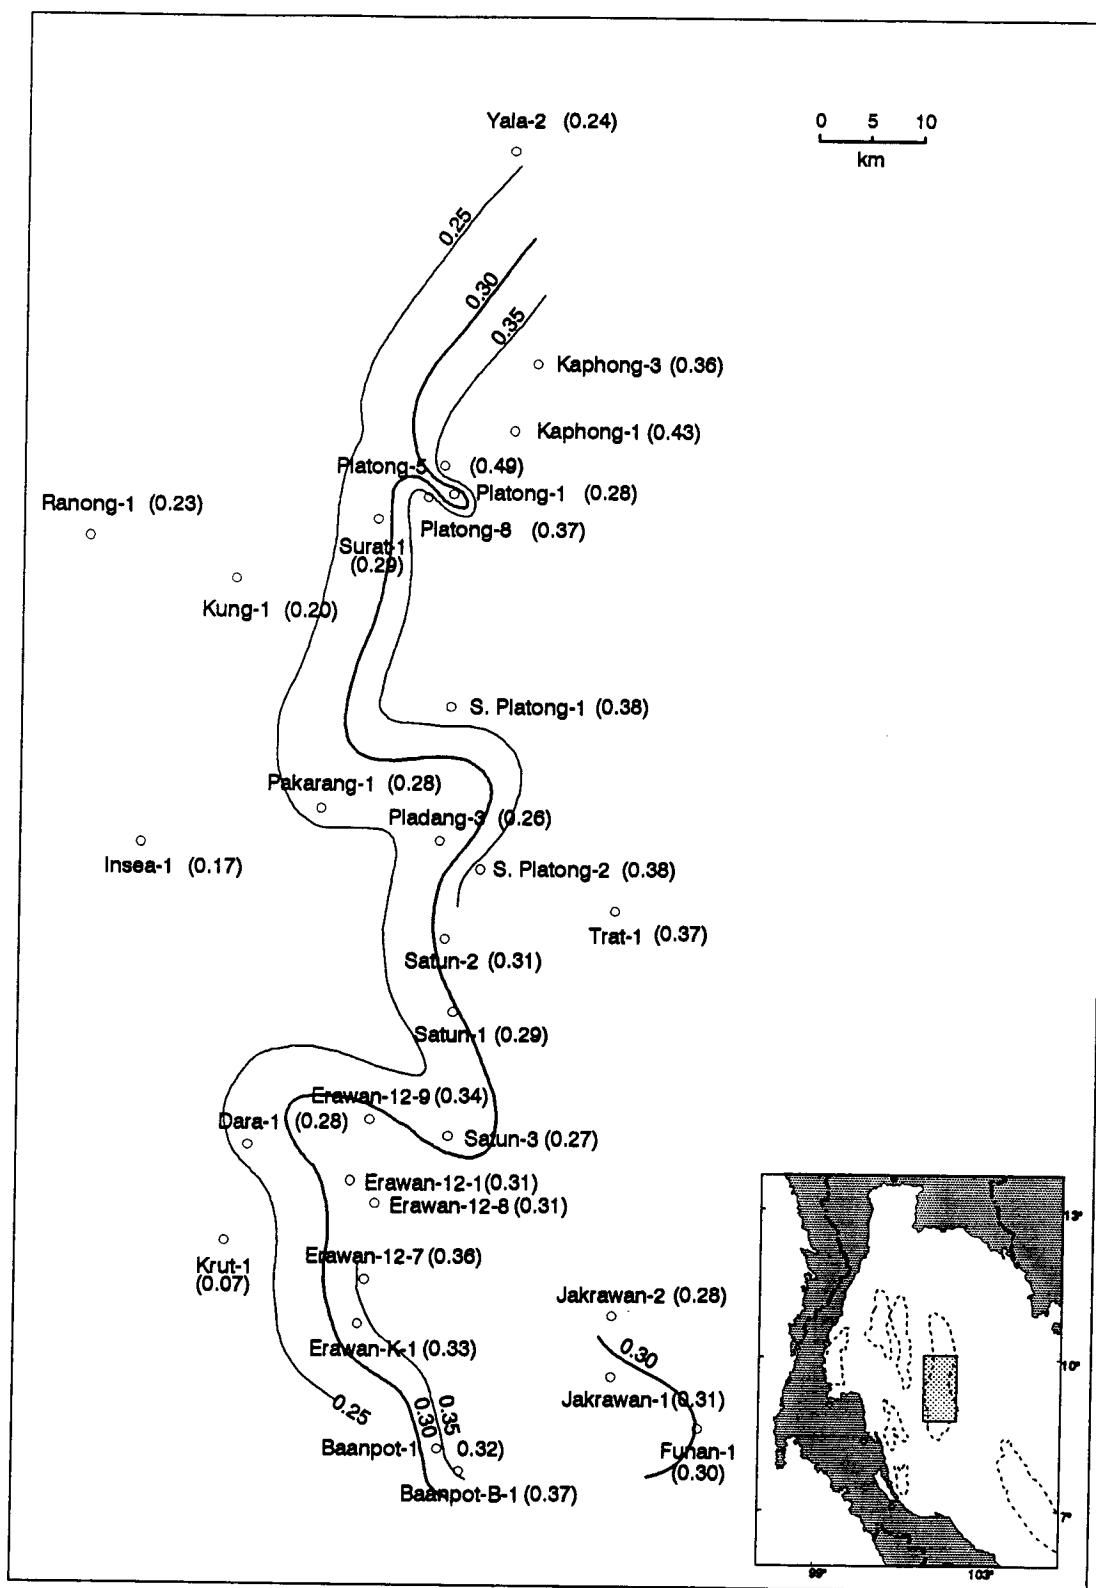 Yala-2 (0.24)
0 5 10
km
0.25
0.30
0.35
Kaphong-3 (0.36)
Kaphong-1 (0.43)
Platong-5 (0.49)
Platong-1 (0.28)
Ranong-1 (0.23)
Platong-8 (0.37)
Surat-1
(0.29)
Kung-1 (0.20)
S. Platong-1 (0.38)
Pakarang-1 (0.28)
Pladang-3 (0.26)
Insea-1 (0.17)
S. Platong-2 (0.38)
Trat-1 (0.37)
Satun-2 (0.31)
Satun-1 (0.29)
Erawan-12-9 (0.34)
Dara-1 (0.28)
Satun-3 (0.27)
Erawan-12-1 (0.31)
Erawan-12-8 (0.31)
Erawan-12-7 (0.36)
Krut-1
(0.07)
Jakrawan-2 (0.28)
Erawan-K-1 (0.33)
0.30
Jakrawan-1 (0.31)
0.25
0.30
0.35
Baanpot-1 0.32)
Funan-1
(0.30)
Baanpot-B-1 (0.37)
13°
10°
7°
99° 103°